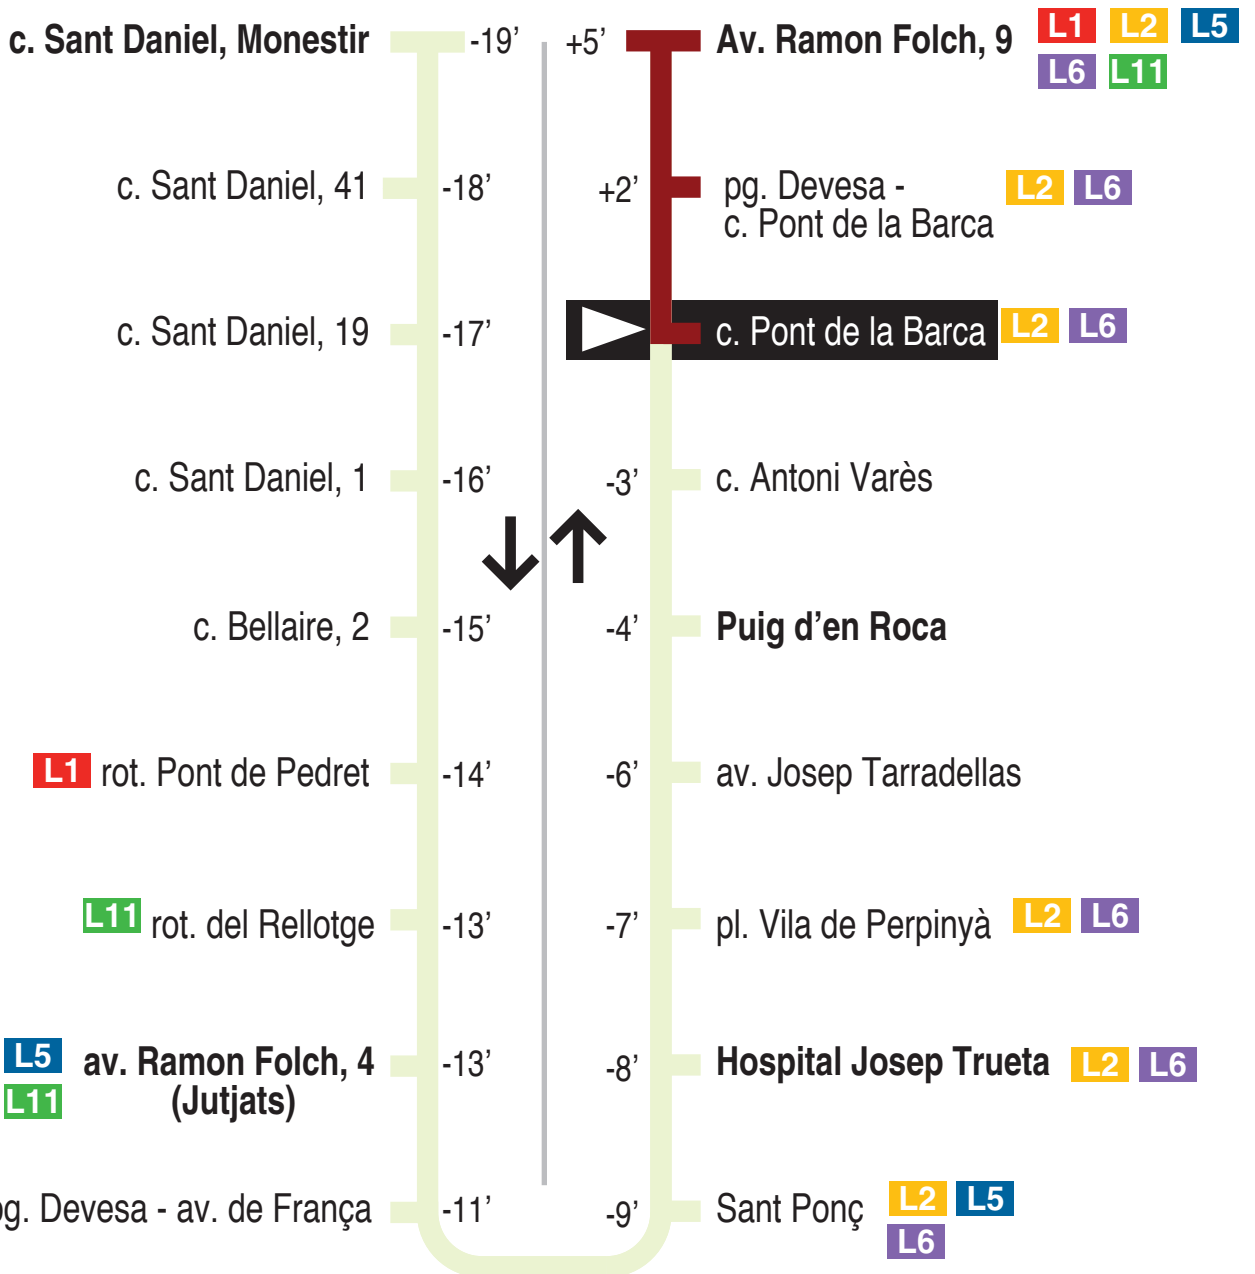 c. Sant Daniel, Monestir -19’
c. Sant Daniel, 41 -18’
c. Sant Daniel, 19 -17’
c. Sant Daniel, 1 -16’
c. Bellaire, 2 -15’
L1 rot. Pont de Pedret -14’
L11 rot. del Rellotge -13’
L5 av. Ramon Folch, 4 -13’
L11 (Jutjats)
pg. Devesa - av. de França -11’
+5’ Av. Ramon Folch, 9 L1 L2 L5
L6 L11
+2’ pg. Devesa - L2 L6
c. Pont de la Barca
c. Pont de la Barca L2 L6
-3’ c. Antoni Varès
-4’ Puig d’en Roca
-6’ av. Josep Tarradellas
-7’ pl. Vila de Perpinyà L2 L6
-8’ Hospital Josep Trueta L2 L6
-9’ Sant Ponç L2 L5
L6